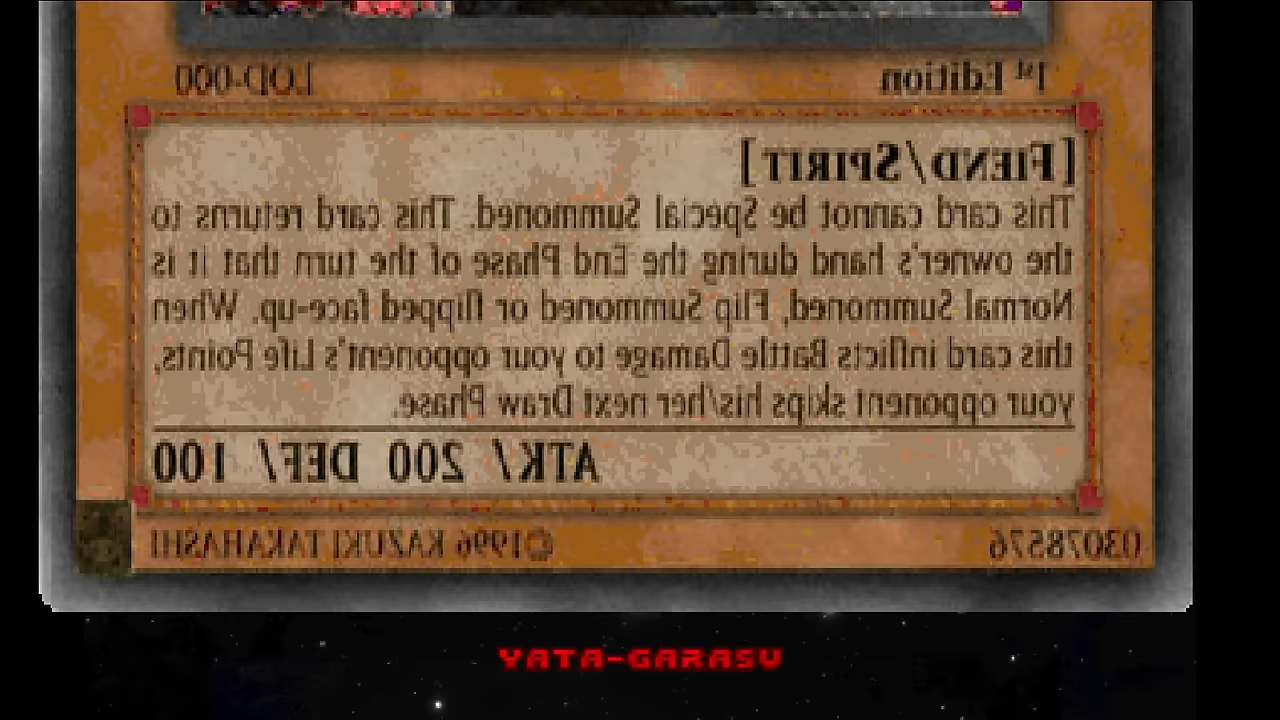 LOD-000 1st Edition
[FIEND/SPIRIT]
This card cannot be Special Summoned. This card returns to
the owner's hand during the End Phase of the turn that it is
Normal Summoned, Flip Summoned or flipped face-up. When
this card inflicts Battle Damage to your opponent's Life Points,
your opponent skips his/her next Draw Phase.
ATK/ 200 DEF/ 100
03078576 ©1996 KAZUKI TAKAHASHI
YATA-GARASU